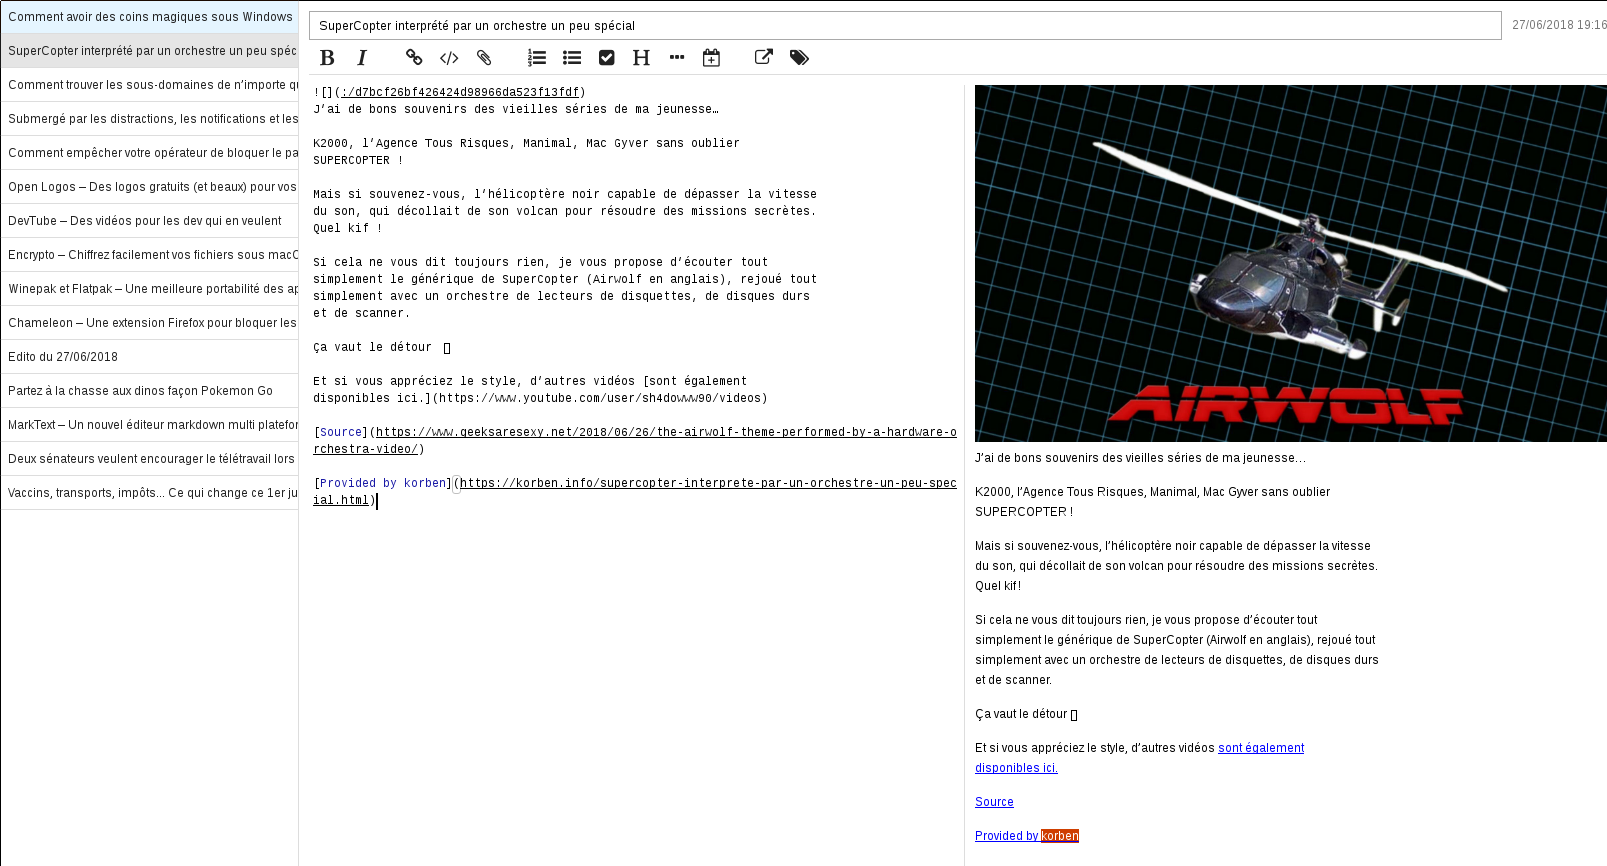 Comment avoir des coins magiques sous Windows
SuperCopter interprété par un orchestre un peu spéc
Comment trouver les sous-domaines de n'importe qu
Submergé par les distractions, les notifications et les
Comment empêcher votre opérateur de bloquer le pa
Open Logos – Des logos gratuits (et beaux) pour vos
DevTube – Des vidéos pour les dev qui en veulent
Encrypto – Chiffrez facilement vos fichiers sous macO
Winepak et Flatpak – Une meilleure portabilité des ap
Chameleon – Une extension Firefox pour bloquer les
Edito du 27/06/2018
Partez à la chasse aux dinos façon Pokemon Go
MarkText – Un nouvel éditeur markdown multi platefor
Deux sénateurs veulent encourager le télétravail lors
Vaccins, transports, impôts... Ce qui change ce 1er ju
SuperCopter interprété par un orchestre un peu spécial
27/06/2018 19:16
![](:/d7bcf26bf426424d98966da523f13fdf)
J'ai de bons souvenirs des vieilles séries de ma jeunesse…
K2000, l'Agence Tous Risques, Manimal, Mac Gyver sans oublier
SUPERCOPTER !
Mais si souvenez-vous, l'hélicoptère noir capable de dépasser la vitesse
du son, qui décollait de son volcan pour résoudre des missions secrètes.
Quel kif !
Si cela ne vous dit toujours rien, je vous propose d'écouter tout
simplement le générique de SuperCopter (Airwolf en anglais), rejoué tout
simplement avec un orchestre de lecteurs de disquettes, de disques durs
et de scanner.
Ça vaut le détour
Et si vous appréciez le style, d'autres vidéos [sont également
disponibles ici.](https://www.youtube.com/user/sh4dowww90/videos)
[Source](https://www.geeksaresexy.net/2018/06/26/the-airwolf-theme-performed-by-a-hardware-o
rchestra-video/)
[Provided by korben](https://korben.info/supercopter-interprete-par-un-orchestre-un-peu-spec
ial.html)
AIRWOLF
J'ai de bons souvenirs des vieilles séries de ma jeunesse…
K2000, l'Agence Tous Risques, Manimal, Mac Gyver sans oublier
SUPERCOPTER !
Mais si souvenez-vous, l'hélicoptère noir capable de dépasser la vitesse
du son, qui décollait de son volcan pour résoudre des missions secrètes.
Quel kif !
Si cela ne vous dit toujours rien, je vous propose d'écouter tout
simplement le générique de SuperCopter (Airwolf en anglais), rejoué tout
simplement avec un orchestre de lecteurs de disquettes, de disques durs
et de scanner.
Ça vaut le détour
Et si vous appréciez le style, d'autres vidéos sont également
disponibles ici.
Source
Provided by korben